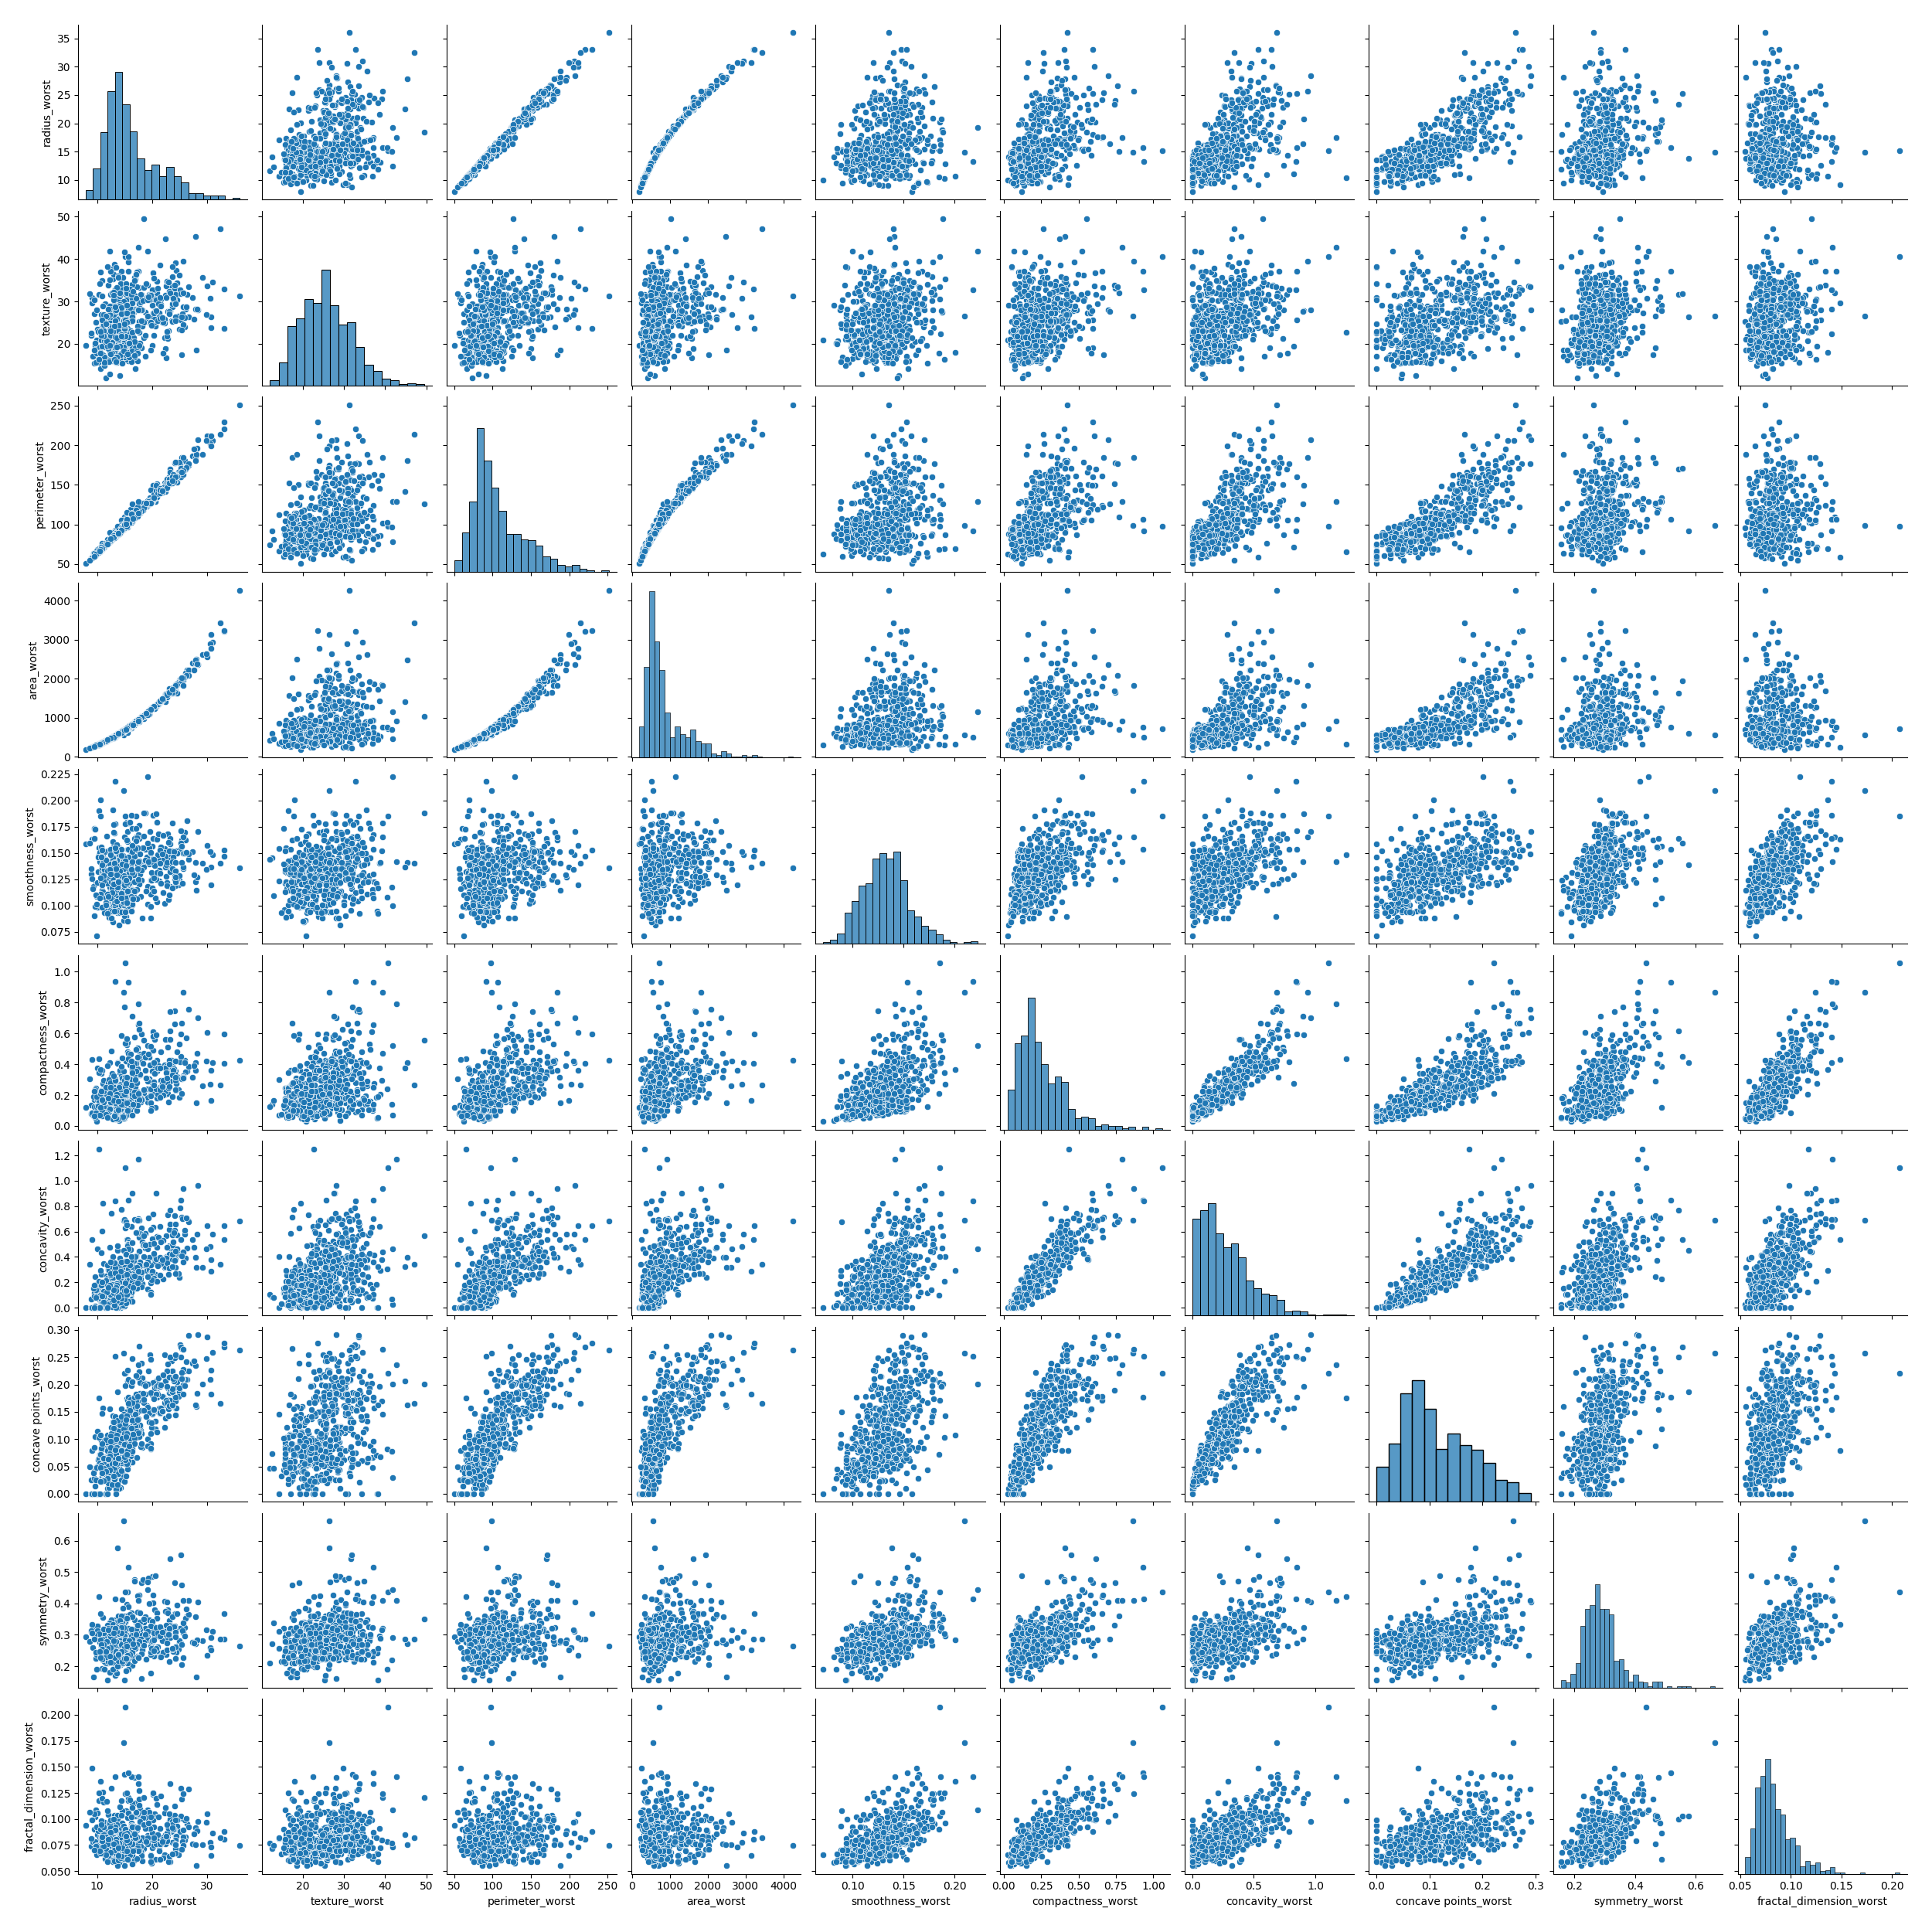 radius_worst
35
30
25
20
15
10
texture_worst
50
40
30
20
perimeter_worst
250
200
150
100
50
area_worst
4000
3000
2000
1000
0
smoothness_worst
0.225
0.200
0.175
0.150
0.125
0.100
0.075
compactness_worst
1.0
0.8
0.6
0.4
0.2
0.0
concavity_worst
1.2
1.0
0.8
0.6
0.4
0.2
0.0
concave points_worst
0.30
0.25
0.20
0.15
0.10
0.05
0.00
symmetry_worst
0.6
0.5
0.4
0.3
0.2
fractal_dimension_worst
0.200
0.175
0.150
0.125
0.100
0.075
0.050
10 20 30
radius_worst
20 30 40 50
texture_worst
50 100 150 200 250
perimeter_worst
0 1000 2000 4000
area_worst
0.10 0.15 0.20
smoothness_worst
0.00 0.25 0.50 0.75 1.00
compactness_worst
0.0 0.5 1.0
concavity_worst
0.0 0.1 0.2 0.3
concave points_worst
0.2 0.4 0.6
symmetry_worst
0.05 0.10 0.15 0.20
fractal_dimension_worst